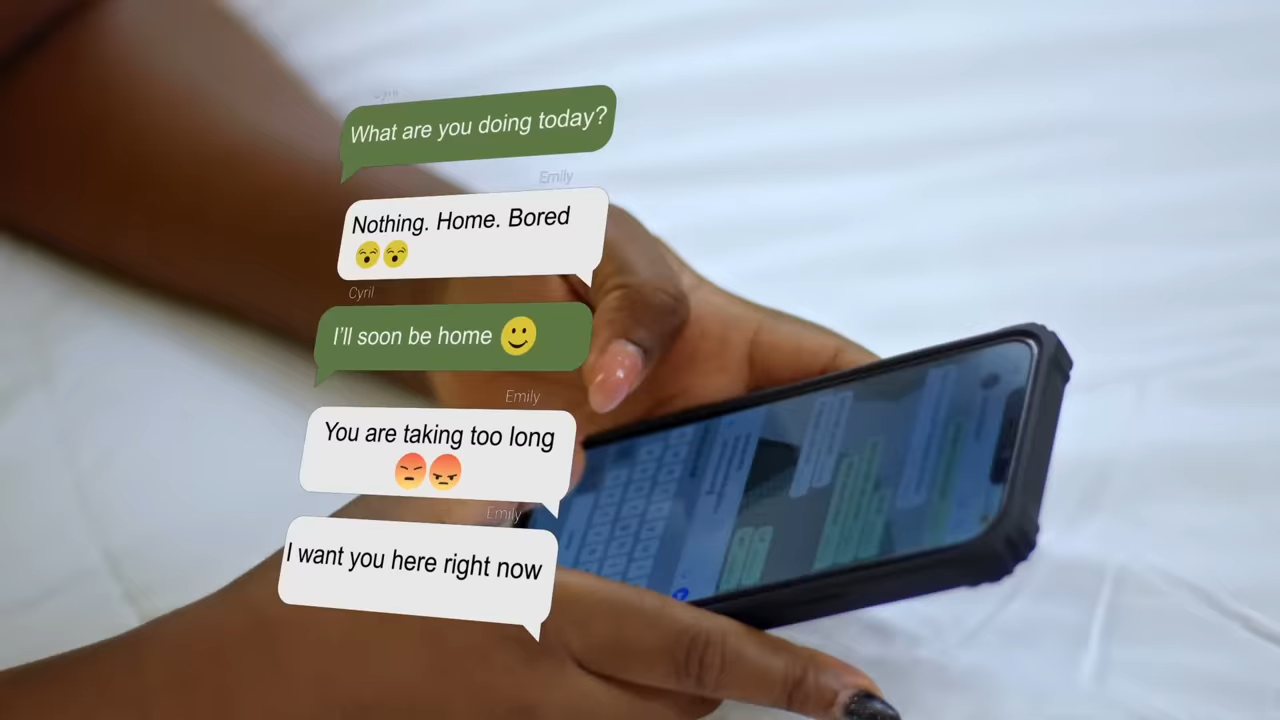 Cyril
What are you doing today?
Emily
Nothing. Home. Bored
😴😴
Cyril
I'll soon be home 🙂
Emily
You are taking too long
😡😡
Emily
I want you here right now